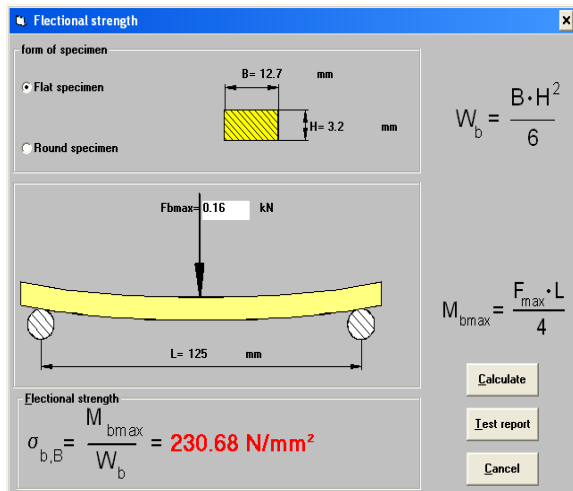 Flectional strength
form of specimen
Flat specimen
Round specimen
B= 12.7 mm
H= 3.2 mm
W_b = B·H² / 6
Fbmax= 0.16 kN
L= 125 mm
M_bmax = F_max·L / 4
Calculate
Test report
Cancel
Flectional strength
σ_b,B = M_bmax / W_b = 230.68 N/mm²